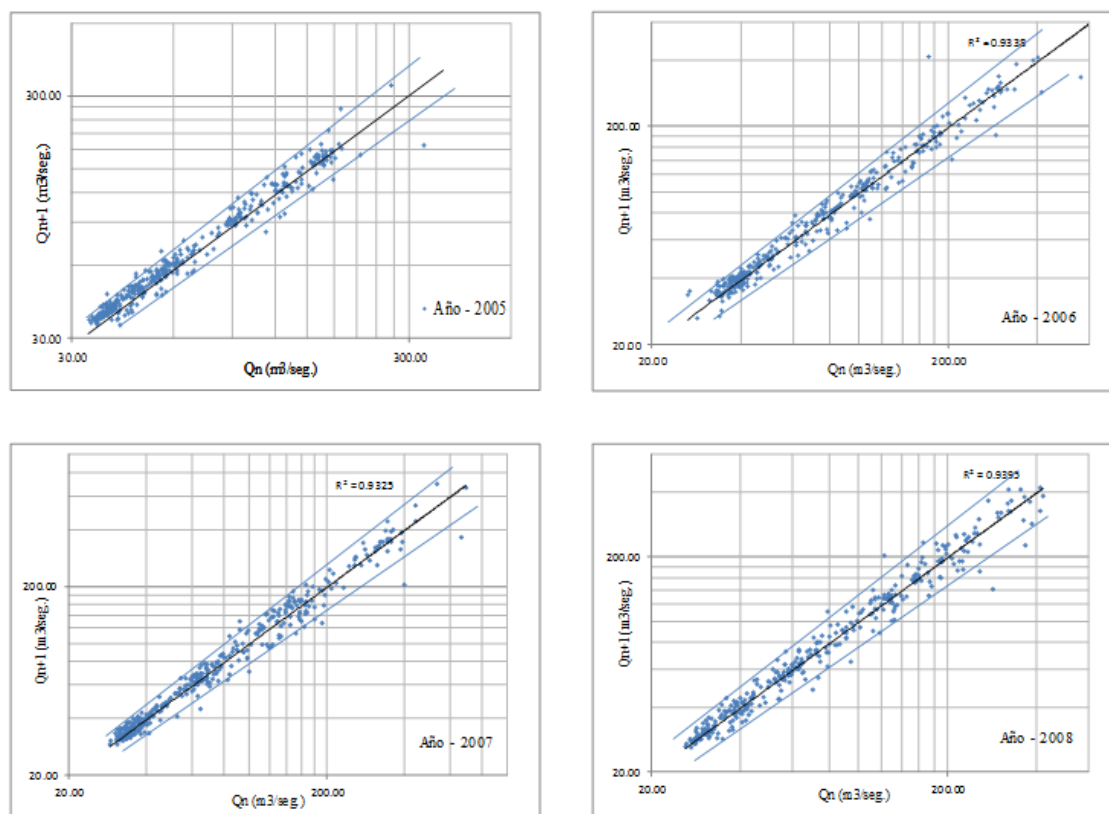 300.00
Qn+1 (m3/seg.)
Año - 2005
30.00
30.00
300.00
Qn (m3/seg.)
R² = 0.9338
200.00
Qn+1 (m3/seg.)
Año - 2006
20.00
20.00
200.00
Qn (m3/seg.)
R² = 0.9325
200.00
Qn+1 (m3/seg.)
Año - 2007
20.00
20.00
200.00
Qn (m3/seg.)
R² = 0.9395
200.00
Qn+1 (m3/seg.)
Año - 2008
20.00
20.00
200.00
Qn (m3/seg.)